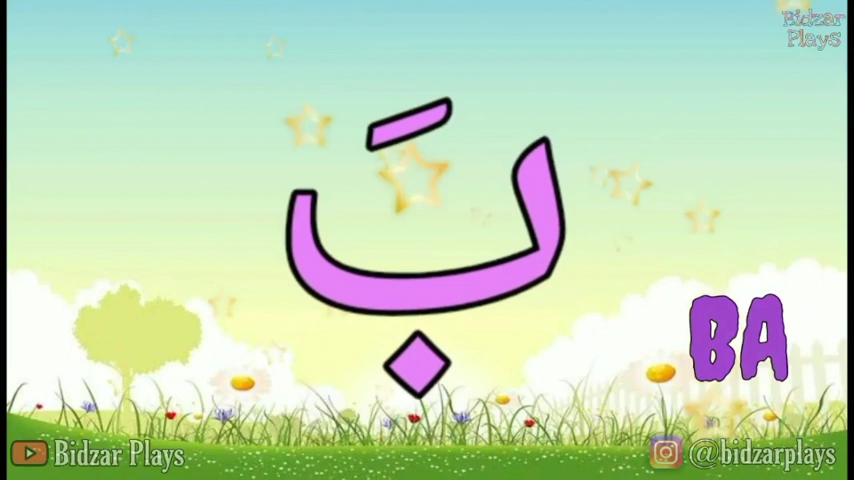 Bidzar
Plays
بَ
BA
Bidzar Plays
@bidzarplays